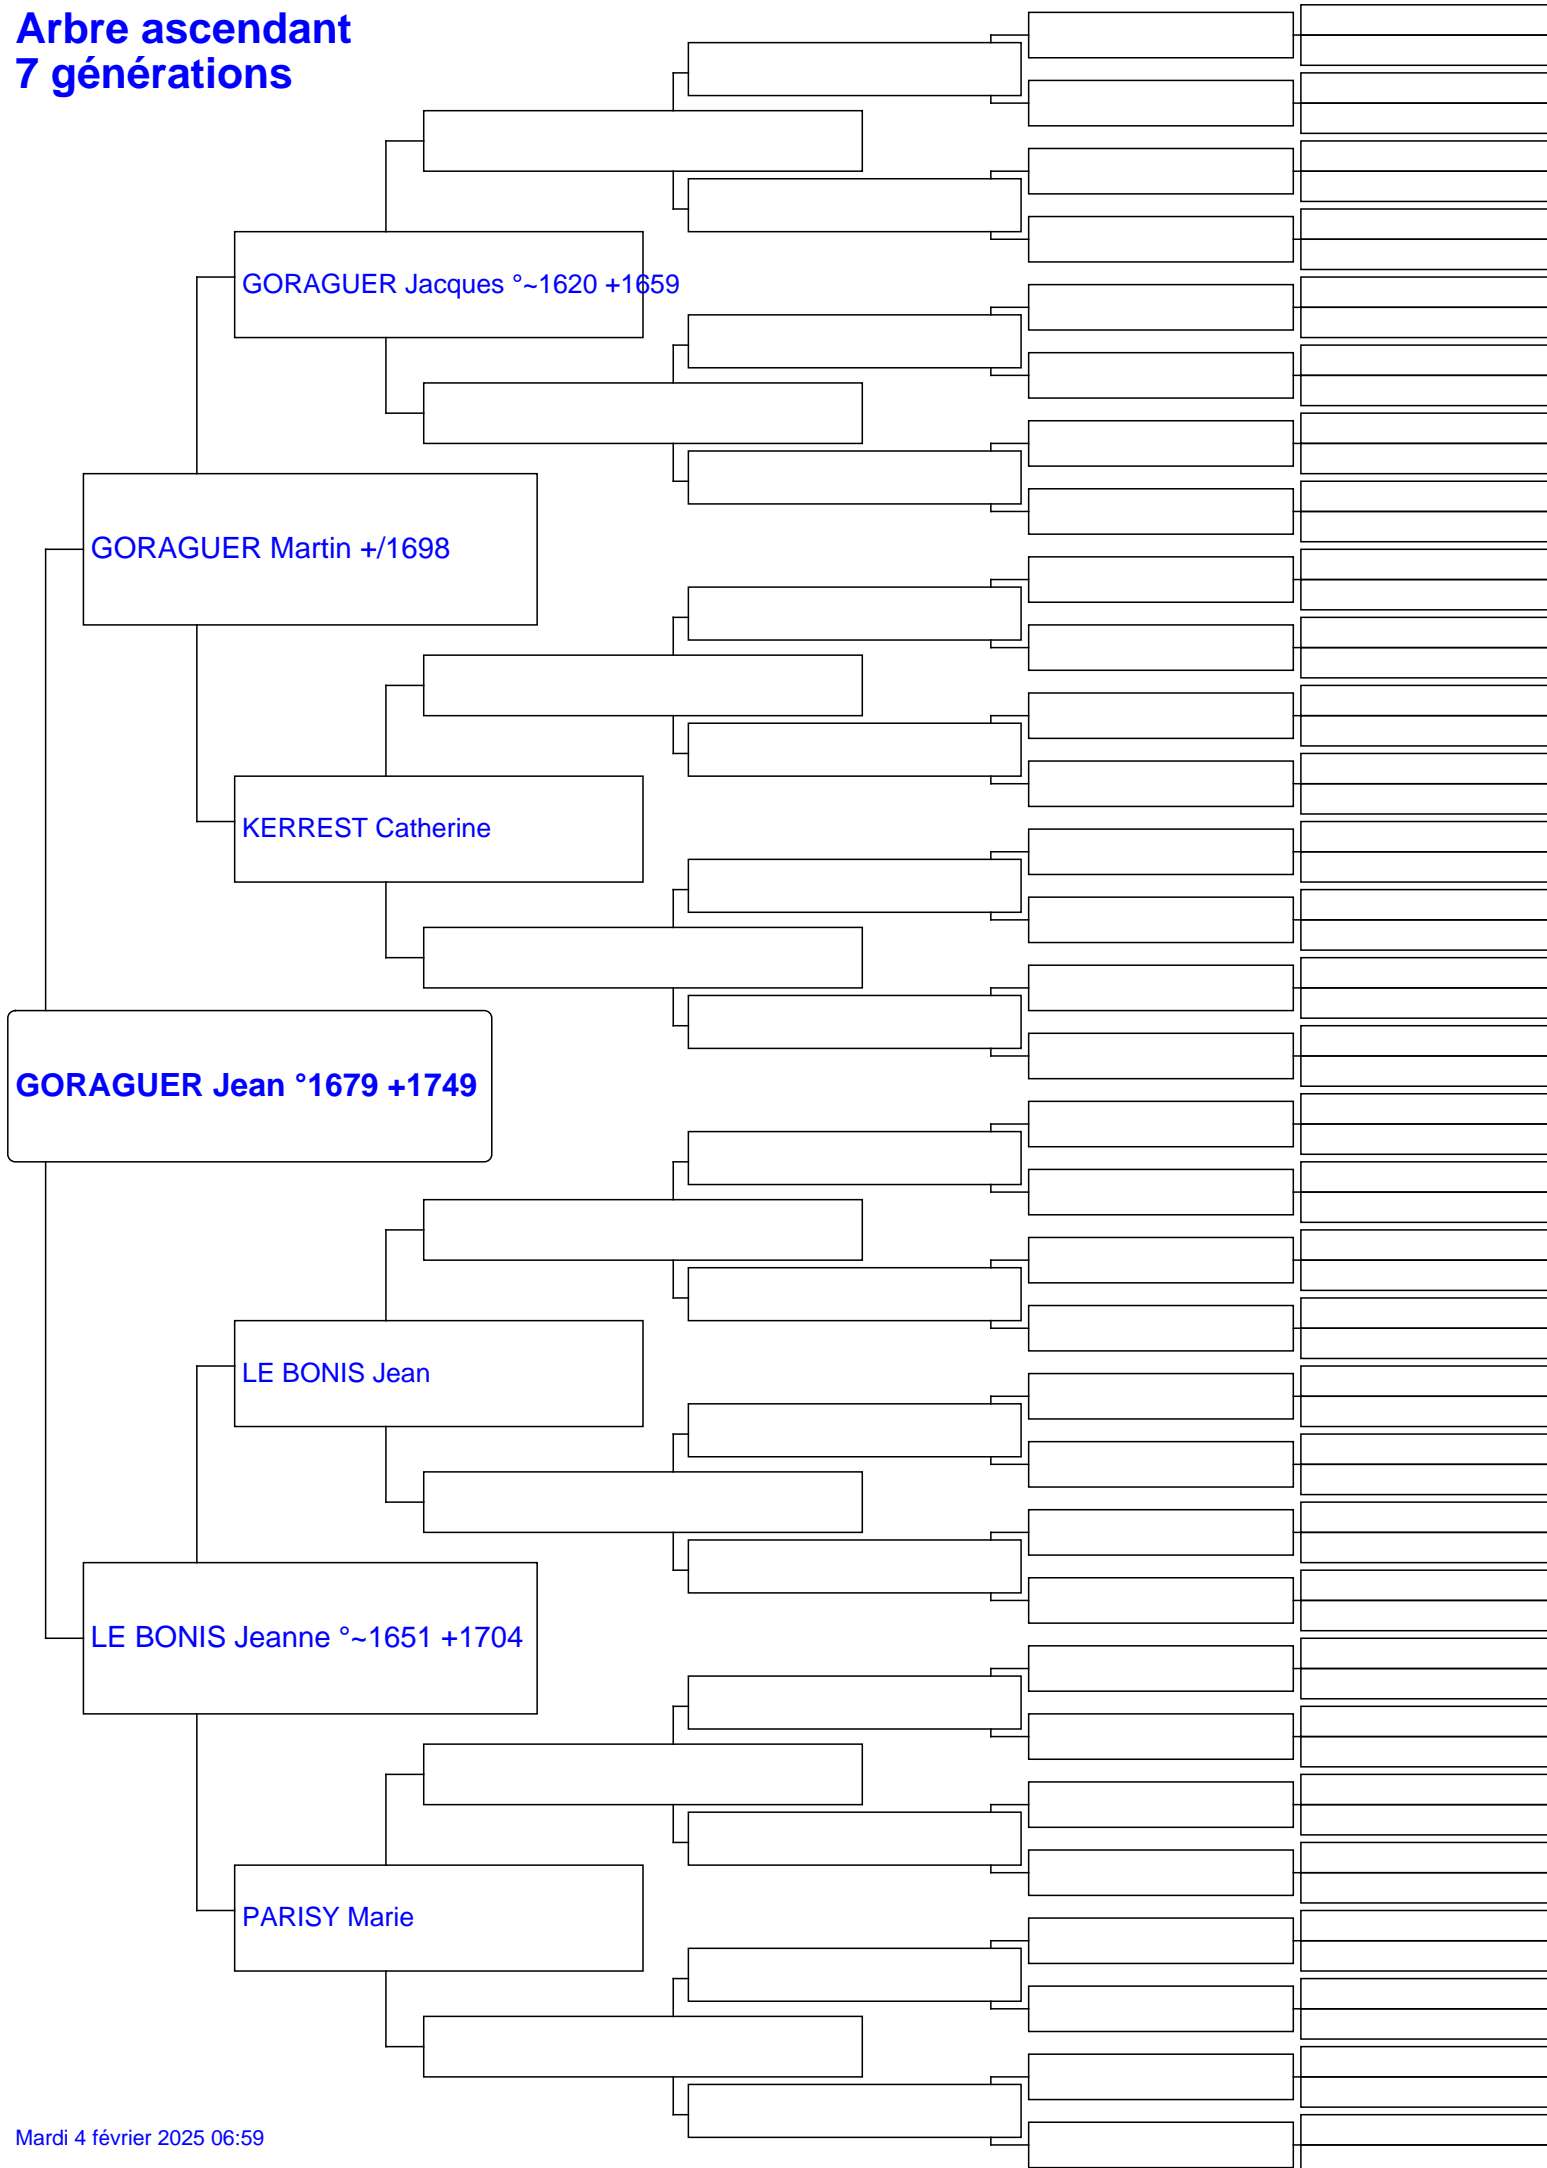 Arbre ascendant
7 générations
GORAGUER Jacques °~1620 +1659
GORAGUER Martin +/1698
KERREST Catherine
GORAGUER Jean °1679 +1749
LE BONIS Jean
LE BONIS Jeanne °~1651 +1704
PARISY Marie
Mardi 4 février 2025 06:59